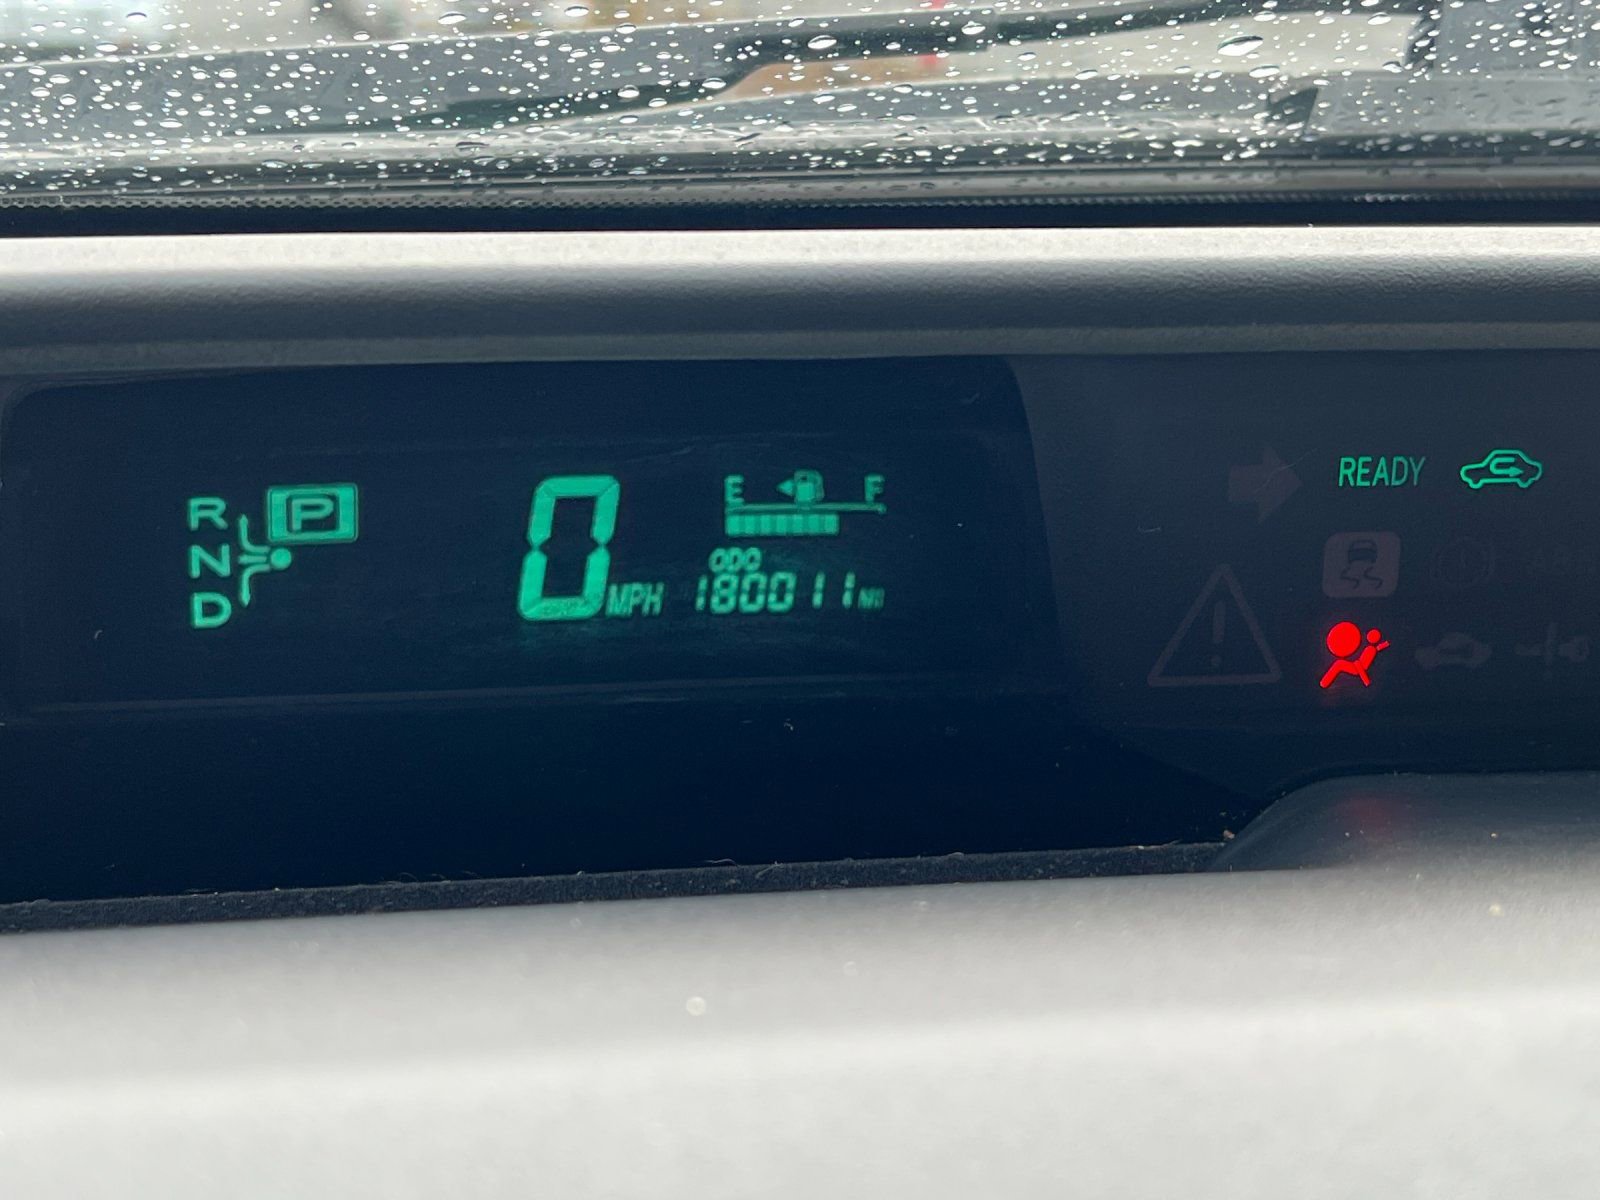 R P
N
D
0 MPH
E F
ODO
180011 MI
READY